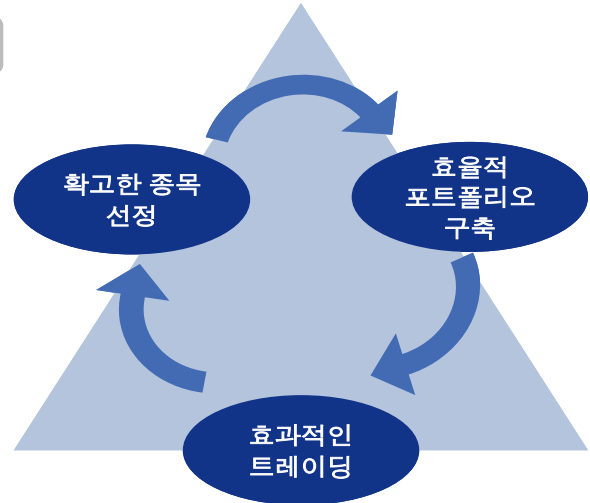 확고한 종목
선정
효율적
포트폴리오
구축
효과적인
트레이딩